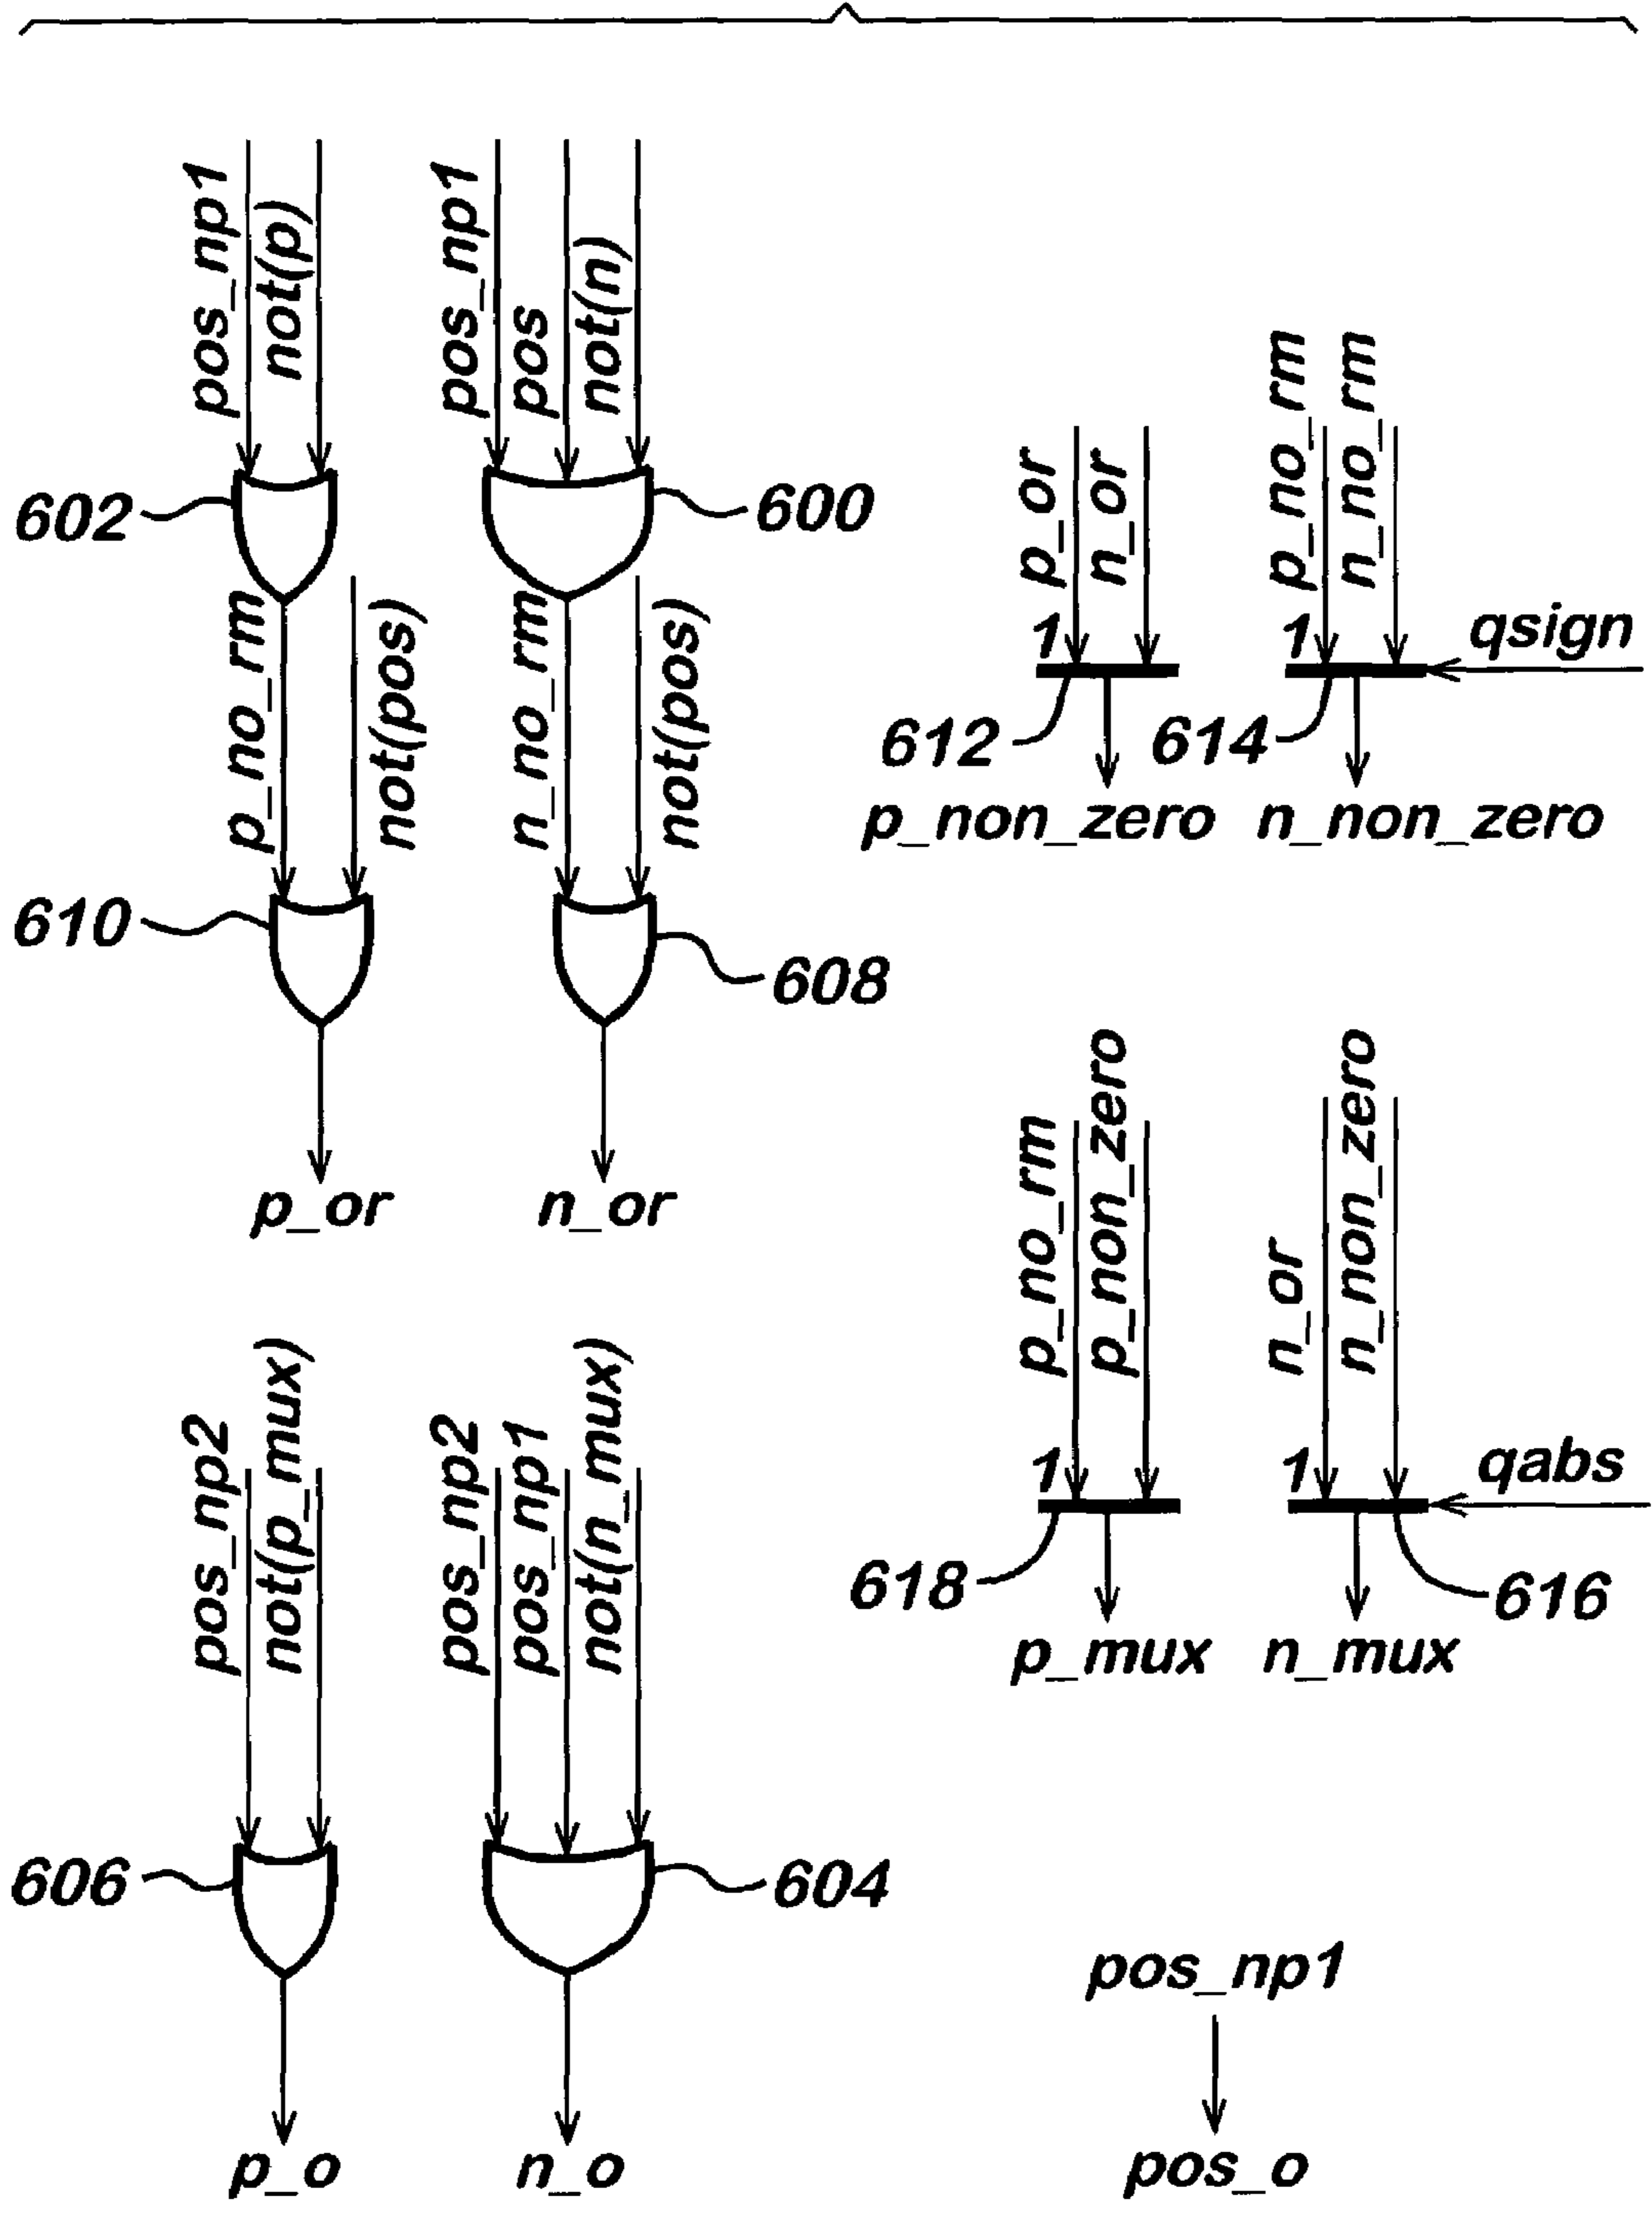 pos_np1
not(p)
pos_np1
pos
not(n)
602
600
p_no_rm
not(pos)
n_no_rm
not(pos)
610
608
p_or
n_or
p_or
n_or
p_no_rm
n_no_rm
1
1
qsign
612
614
p_non_zero
n_non_zero
p_no_rm
p_non_zero
n_or
n_non_zero
1
1
qabs
618
616
p_mux
n_mux
pos_np2
not(p_mux)
pos_np2
pos_np1
not(n_mux)
606
604
p_o
n_o
pos_np1
pos_o